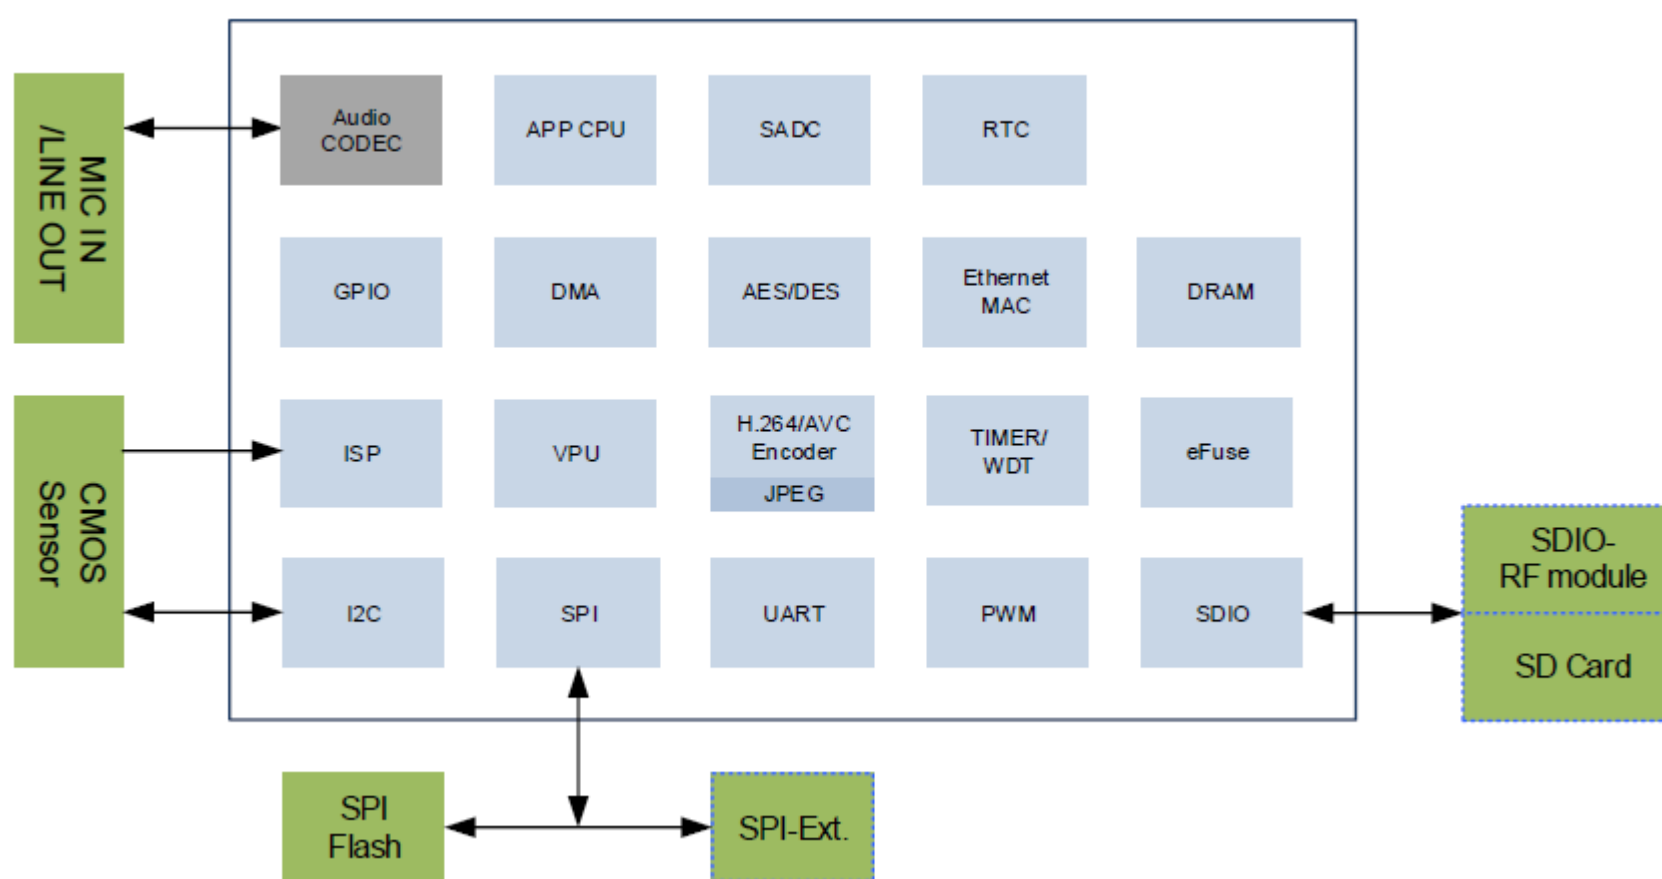 MIC IN
/LINE OUT
Audio
CODEC
APP CPU
SADC
RTC
GPIO
DMA
AES/DES
Ethernet
MAC
DRAM
CMOS
Sensor
ISP
VPU
H.264/AVC
Encoder
JPEG
TIMER/
WDT
eFuse
I2C
SPI
UART
PWM
SDIO
SDIO-
RF module
SD Card
SPI
Flash
SPI-Ext.